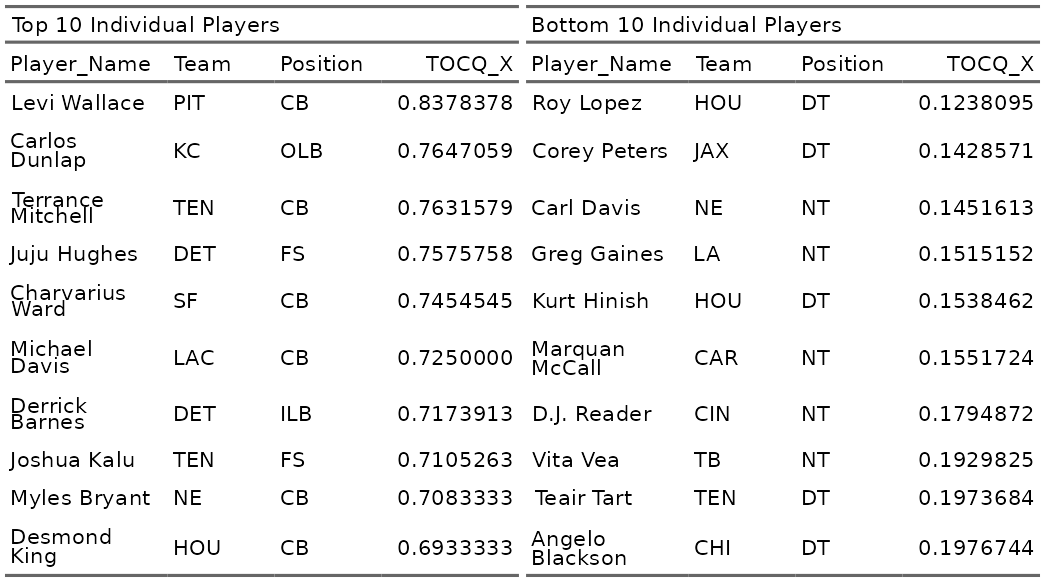 Top 10 Individual Players
Player_Name Team Position TOCQ_X
Levi Wallace PIT CB 0.8378378
Carlos
Dunlap KC OLB 0.7647059
Terrance
Mitchell TEN CB 0.7631579
Juju Hughes DET FS 0.7575758
Charvarius
Ward SF CB 0.7454545
Michael
Davis LAC CB 0.7250000
Derrick
Barnes DET ILB 0.7173913
Joshua Kalu TEN FS 0.7105263
Myles Bryant NE CB 0.7083333
Desmond
King HOU CB 0.6933333
Bottom 10 Individual Players
Player_Name Team Position TOCQ_X
Roy Lopez HOU DT 0.1238095
Corey Peters JAX DT 0.1428571
Carl Davis NE NT 0.1451613
Greg Gaines LA NT 0.1515152
Kurt Hinish HOU DT 0.1538462
Marquan
McCall CAR NT 0.1551724
D.J. Reader CIN NT 0.1794872
Vita Vea TB NT 0.1929825
Teair Tart TEN DT 0.1973684
Angelo
Blackson CHI DT 0.1976744